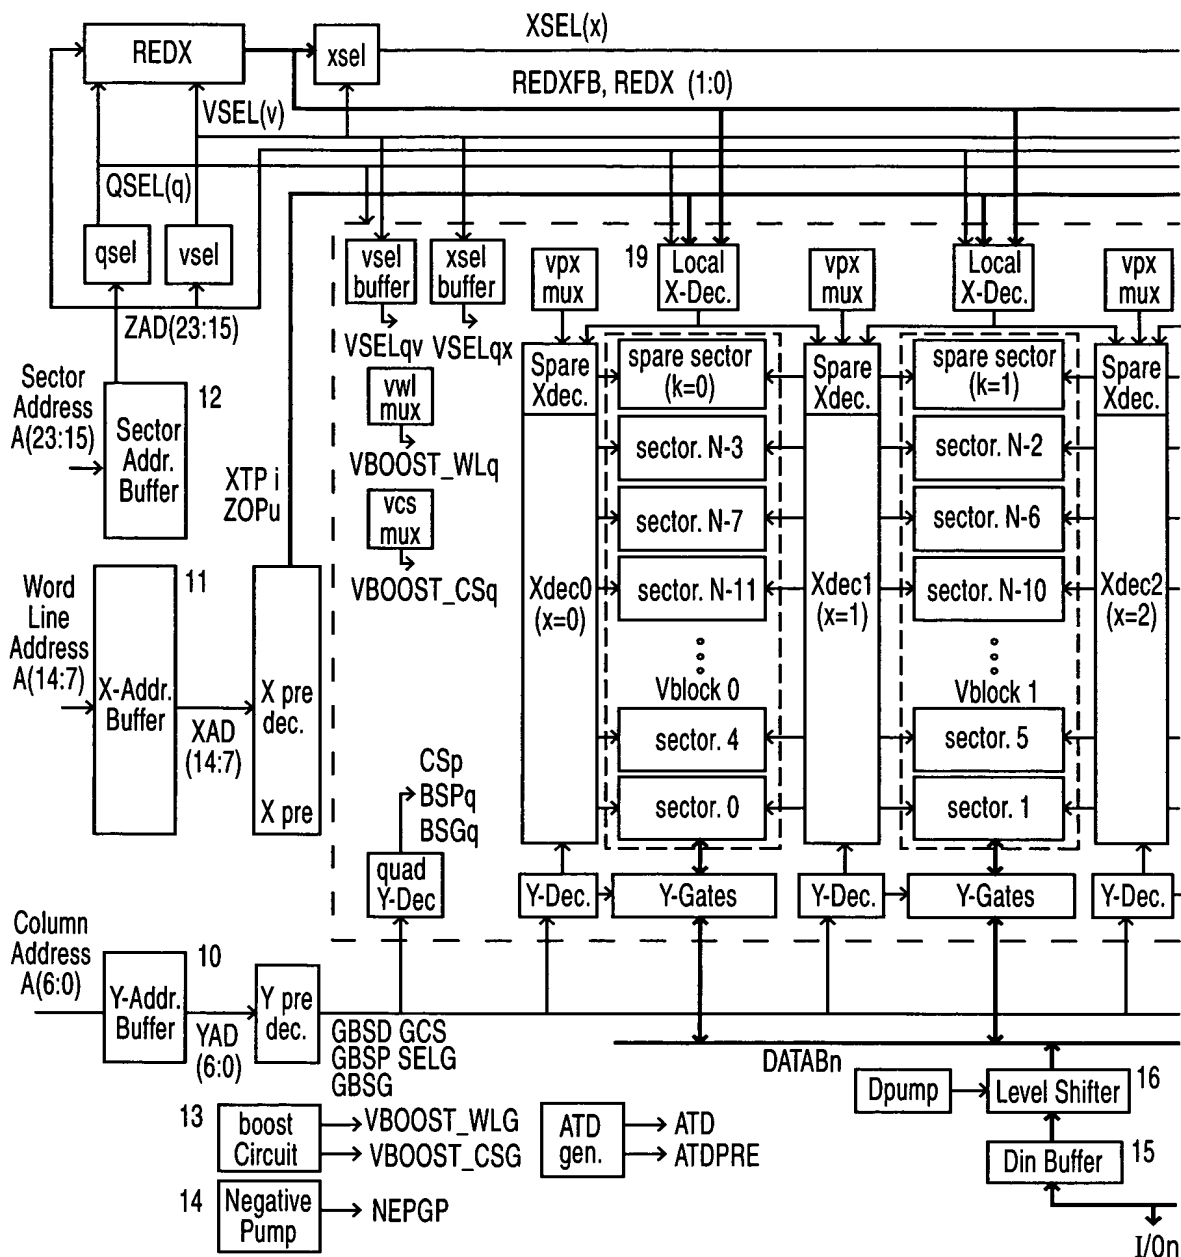 XSEL(x)
REDX
xsel
REDXFB, REDX (1:0)
VSEL(v)
QSEL(q)
qsel
vsel
vsel
buffer
xsel
buffer
vpx
mux
19
Local
X-Dec.
vpx
mux
Local
X-Dec.
vpx
mux
ZAD(23:15)
VSELqv
VSELqx
Sector
Address
A(23:15)
12
Sector
Addr.
Buffer
vwl
mux
VBOOST_WLq
vcs
mux
VBOOST_CSq
Spare
Xdec.
spare sector
(k=0)
Spare
Xdec.
spare sector
(k=1)
Spare
Xdec.
sector. N-3
sector. N-2
sector. N-7
sector. N-6
Xdec0
(x=0)
sector. N-11
Xdec1
(x=1)
sector. N-10
Xdec2
(x=2)
Vblock 0
Vblock 1
sector. 4
sector. 5
sector. 0
sector. 1
XTP i
ZOPu
Word
Line
Address
A(14:7)
11
X-Addr.
Buffer
XAD
(14:7)
X pre
dec.
X pre
CSp
BSPq
BSGq
quad
Y-Dec
Y-Dec.
Y-Gates
Y-Dec.
Y-Gates
Y-Dec.
Column
Address
A(6:0)
10
Y-Addr.
Buffer
YAD
(6:0)
Y pre
dec.
GBSD GCS
GBSP SELG
GBSG
DATABn
Dpump
Level Shifter
16
13
boost
Circuit
VBOOST_WLG
VBOOST_CSG
ATD
gen.
ATD
ATDPRE
Din Buffer
15
14
Negative
Pump
NEPGP
I/0n